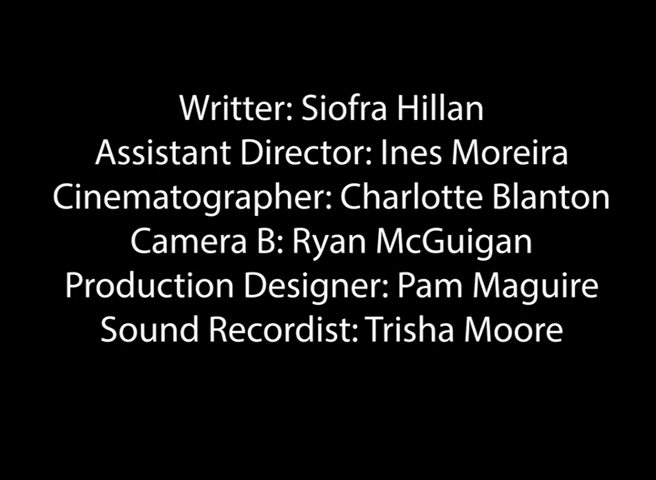 Writter: Siofra Hillan
Assistant Director: Ines Moreira
Cinematographer: Charlotte Blanton
Camera B: Ryan McGuigan
Production Designer: Pam Maguire
Sound Recordist: Trisha Moore